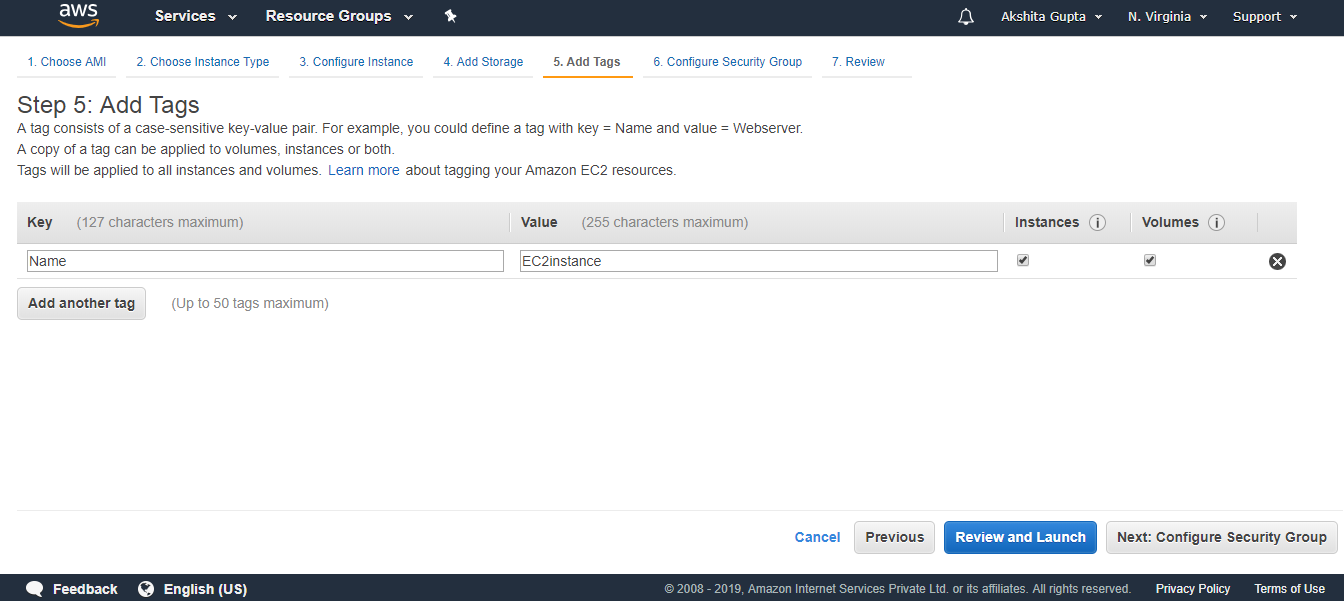 aws Services Resource Groups Akshita Gupta N. Virginia Support
1. Choose AMI 2. Choose Instance Type 3. Configure Instance 4. Add Storage 5. Add Tags 6. Configure Security Group 7. Review
Step 5: Add Tags
A tag consists of a case-sensitive key-value pair. For example, you could define a tag with key = Name and value = Webserver.
A copy of a tag can be applied to volumes, instances or both.
Tags will be applied to all instances and volumes. Learn more about tagging your Amazon EC2 resources.
Key (127 characters maximum) Value (255 characters maximum) Instances i Volumes i
Name EC2instance
Add another tag (Up to 50 tags maximum)
Cancel Previous Review and Launch Next: Configure Security Group
Feedback English (US) © 2008 - 2019, Amazon Internet Services Private Ltd. or its affiliates. All rights reserved. Privacy Policy Terms of Use